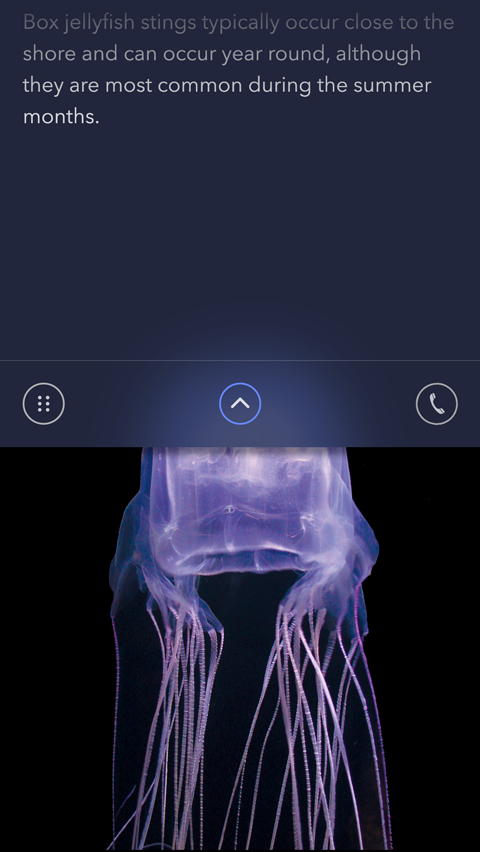 Box jellyfish stings typically occur close to the
shore and can occur year round, although
they are most common during the summer
months.